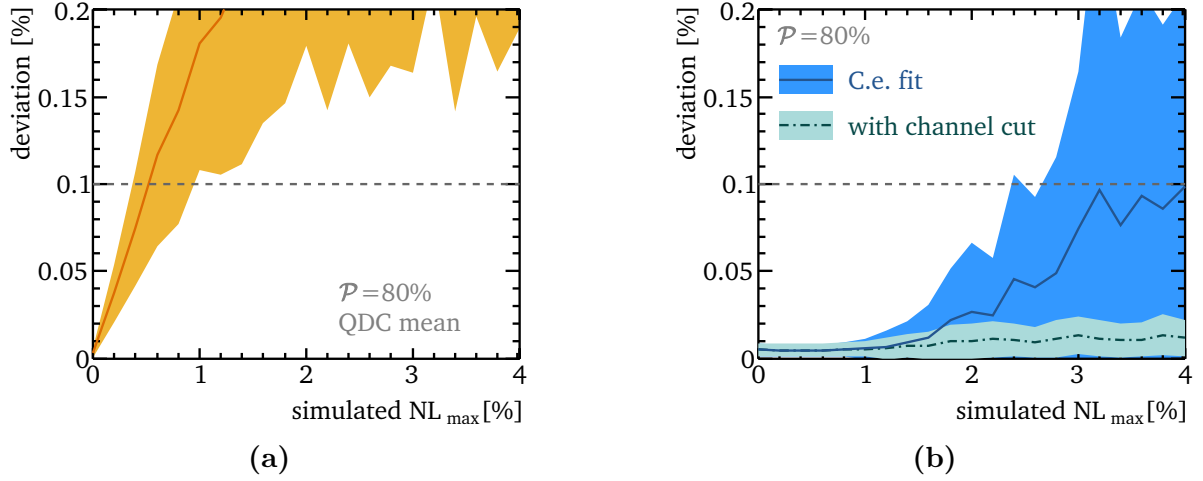 deviation [%]
0.2
0.15
0.1
0.05
0
𝒫=80%
QDC mean
0 1 2 3 4
simulated NL max [%]
(a)
deviation [%]
0.2
0.15
0.1
0.05
0
𝒫=80%
C.e. fit
with channel cut
0 1 2 3 4
simulated NL max [%]
(b)